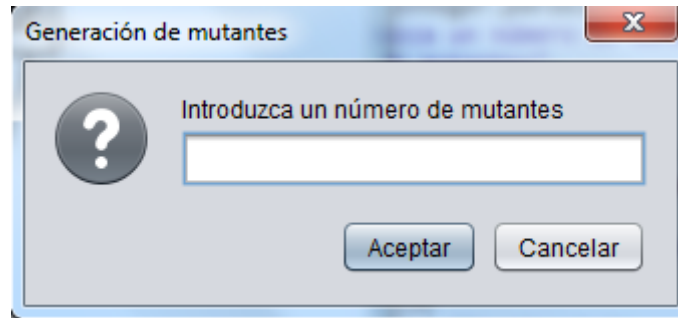 Generación de mutantes
Introduzca un número de mutantes
Aceptar
Cancelar